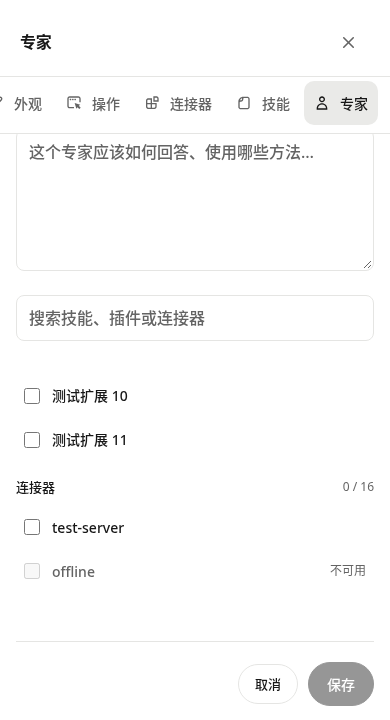 专家
外观 操作 连接器 技能 专家
这个专家应该如何回答、使用哪些方法...
搜索技能、插件或连接器
测试扩展 10
测试扩展 11
连接器 0 / 16
test-server
offline 不可用
取消 保存